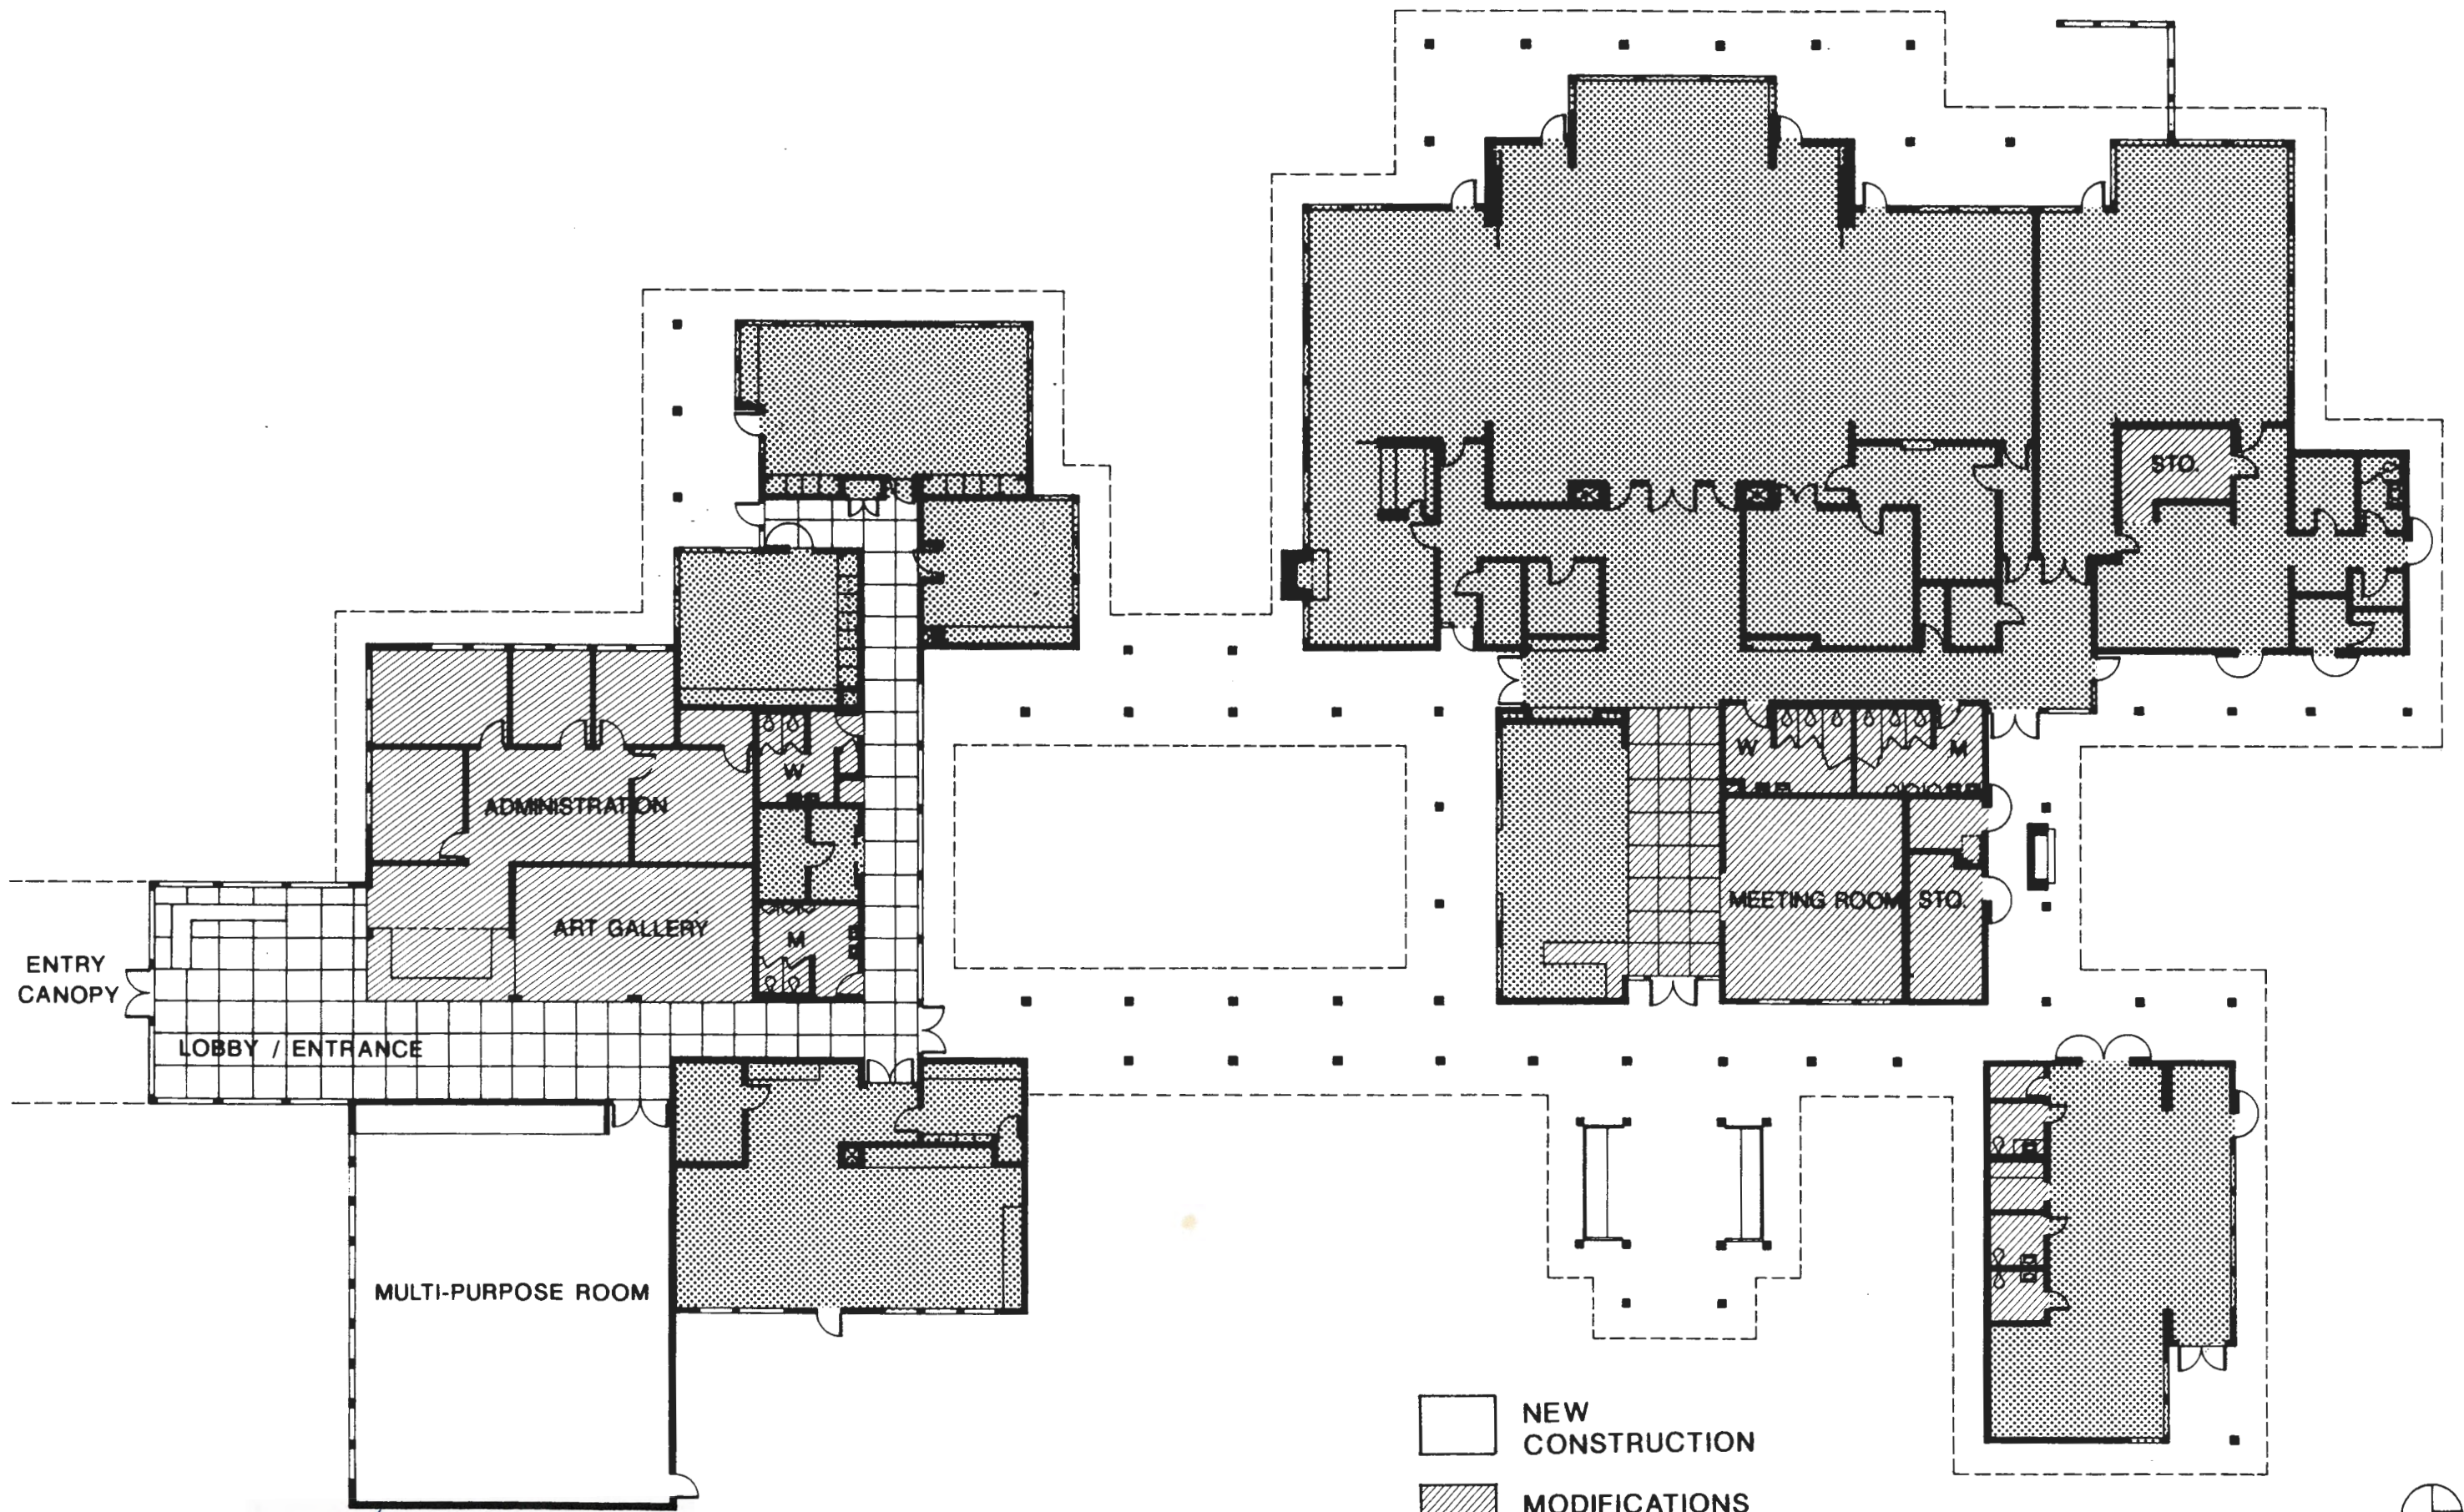 STO.
W
ADMINISTRATION
W
M
ART GALLERY
M
MEETING ROOM
STO.
ENTRY
CANOPY
LOBBY / ENTRANCE
MULTI-PURPOSE ROOM
NEW
CONSTRUCTION
MODIFICATIONS